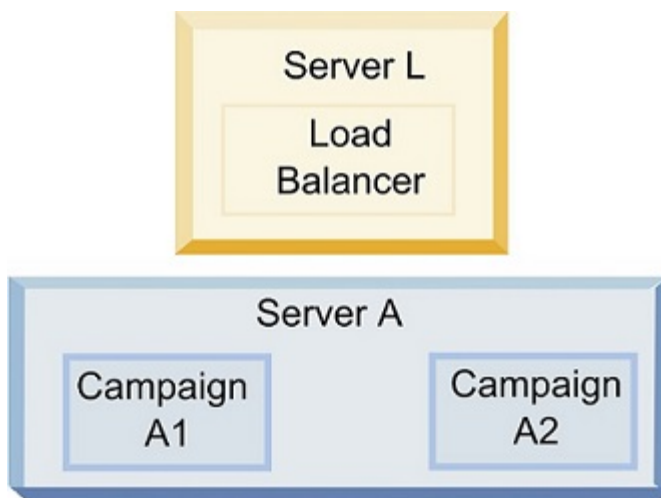 Server L
Load
Balancer
Server A
Campaign
A1
Campaign
A2